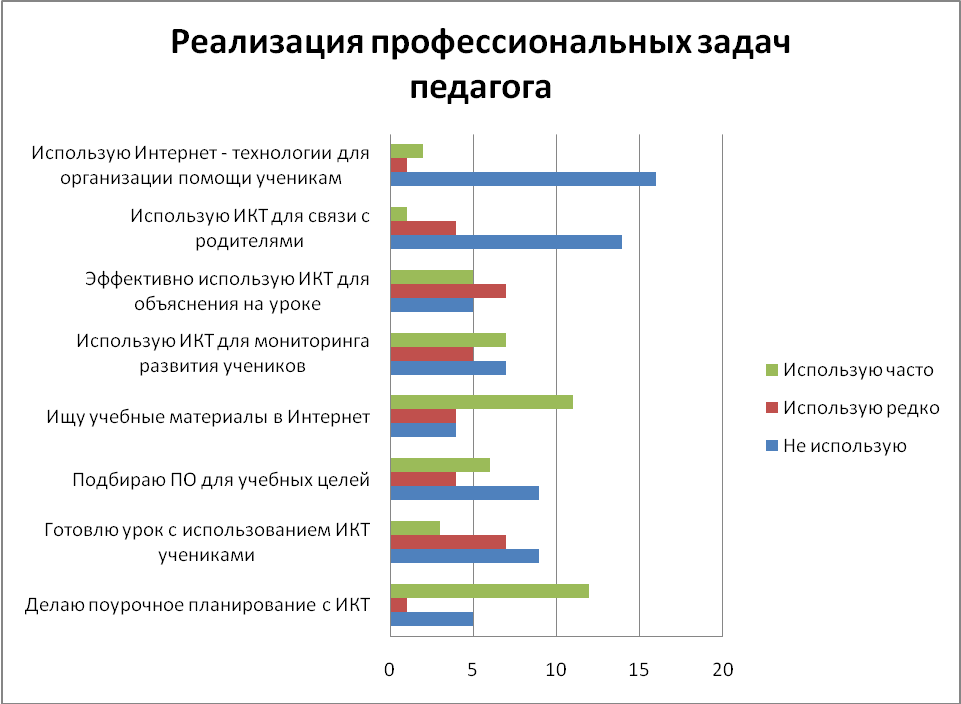 Реализация профессиональных задач
педагога
Использую Интернет - технологии для
организации помощи ученикам
Использую ИКТ для связи с
родителями
Эффективно использую ИКТ для
объяснения на уроке
Использую ИКТ для мониторинга
развития учеников
Ищу учебные материалы в Интернет
Подбираю ПО для учебных целей
Готовлю урок с использованием ИКТ
учениками
Делаю поурочное планирование с ИКТ
0 5 10 15 20
Использую часто
Использую редко
Не использую